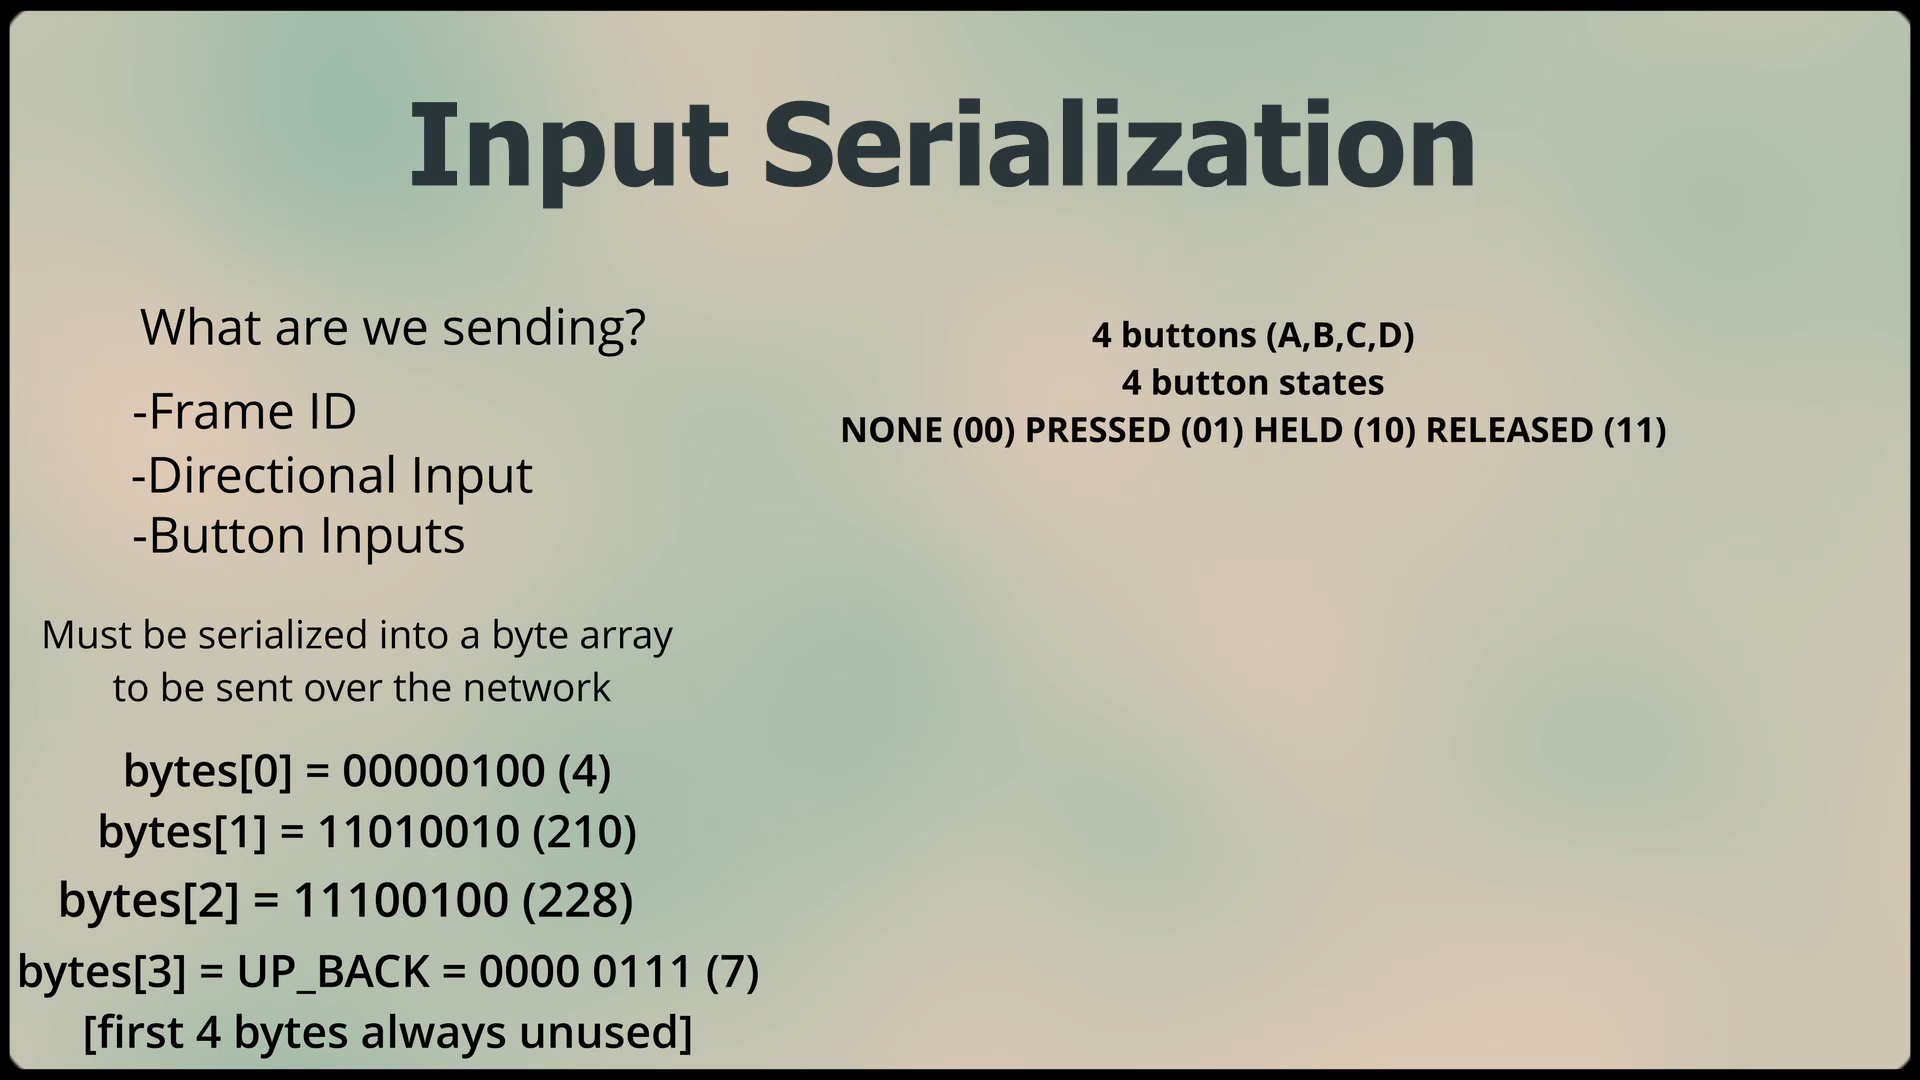 Input Serialization
What are we sending?
-Frame ID
-Directional Input
-Button Inputs
Must be serialized into a byte array
to be sent over the network
bytes[0] = 00000100 (4)
bytes[1] = 11010010 (210)
bytes[2] = 11100100 (228)
bytes[3] = UP_BACK = 0000 0111 (7)
[first 4 bytes always unused]
4 buttons (A,B,C,D)
4 button states
NONE (00) PRESSED (01) HELD (10) RELEASED (11)